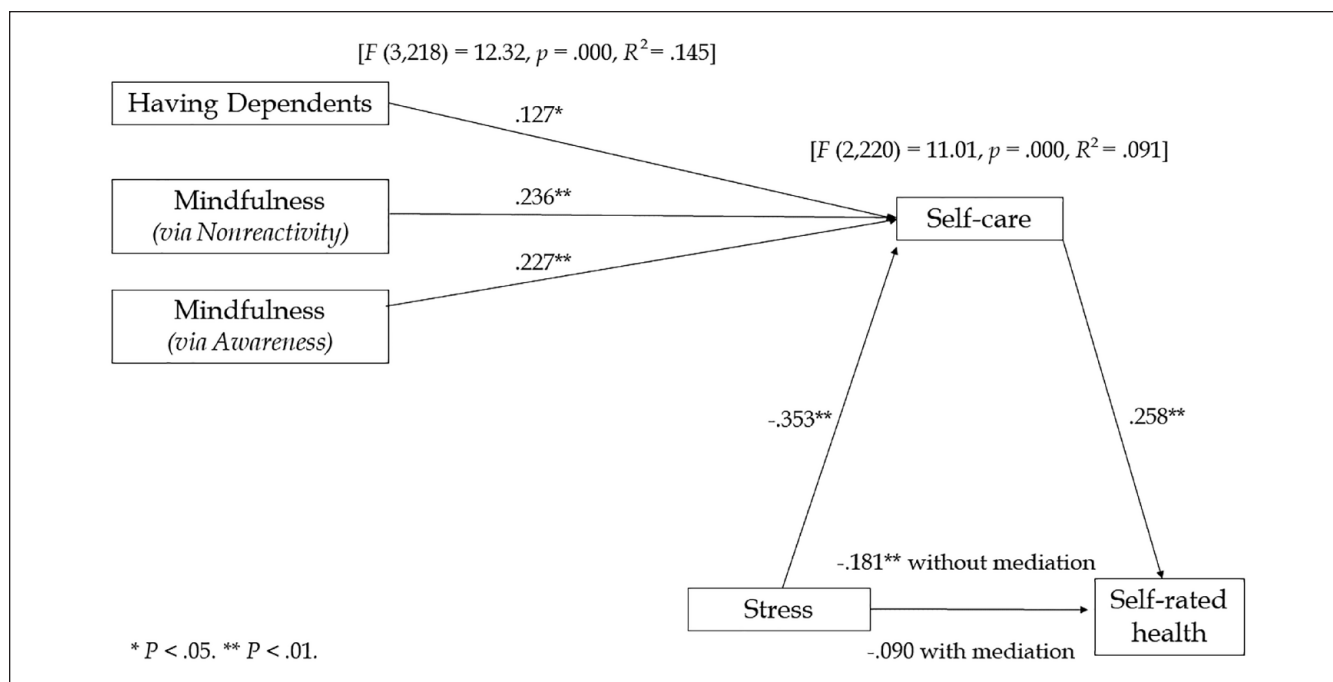 [F (3,218) = 12.32, p = .000, R² = .145]
Having Dependents
.127*
[F (2,220) = 11.01, p = .000, R² = .091]
Mindfulness
(via Nonreactivity)
.236**
Self-care
.227**
Mindfulness
(via Awareness)
-.353**
.258**
-.181** without mediation
Stress
Self-rated
health
-.090 with mediation
* P < .05. ** P < .01.